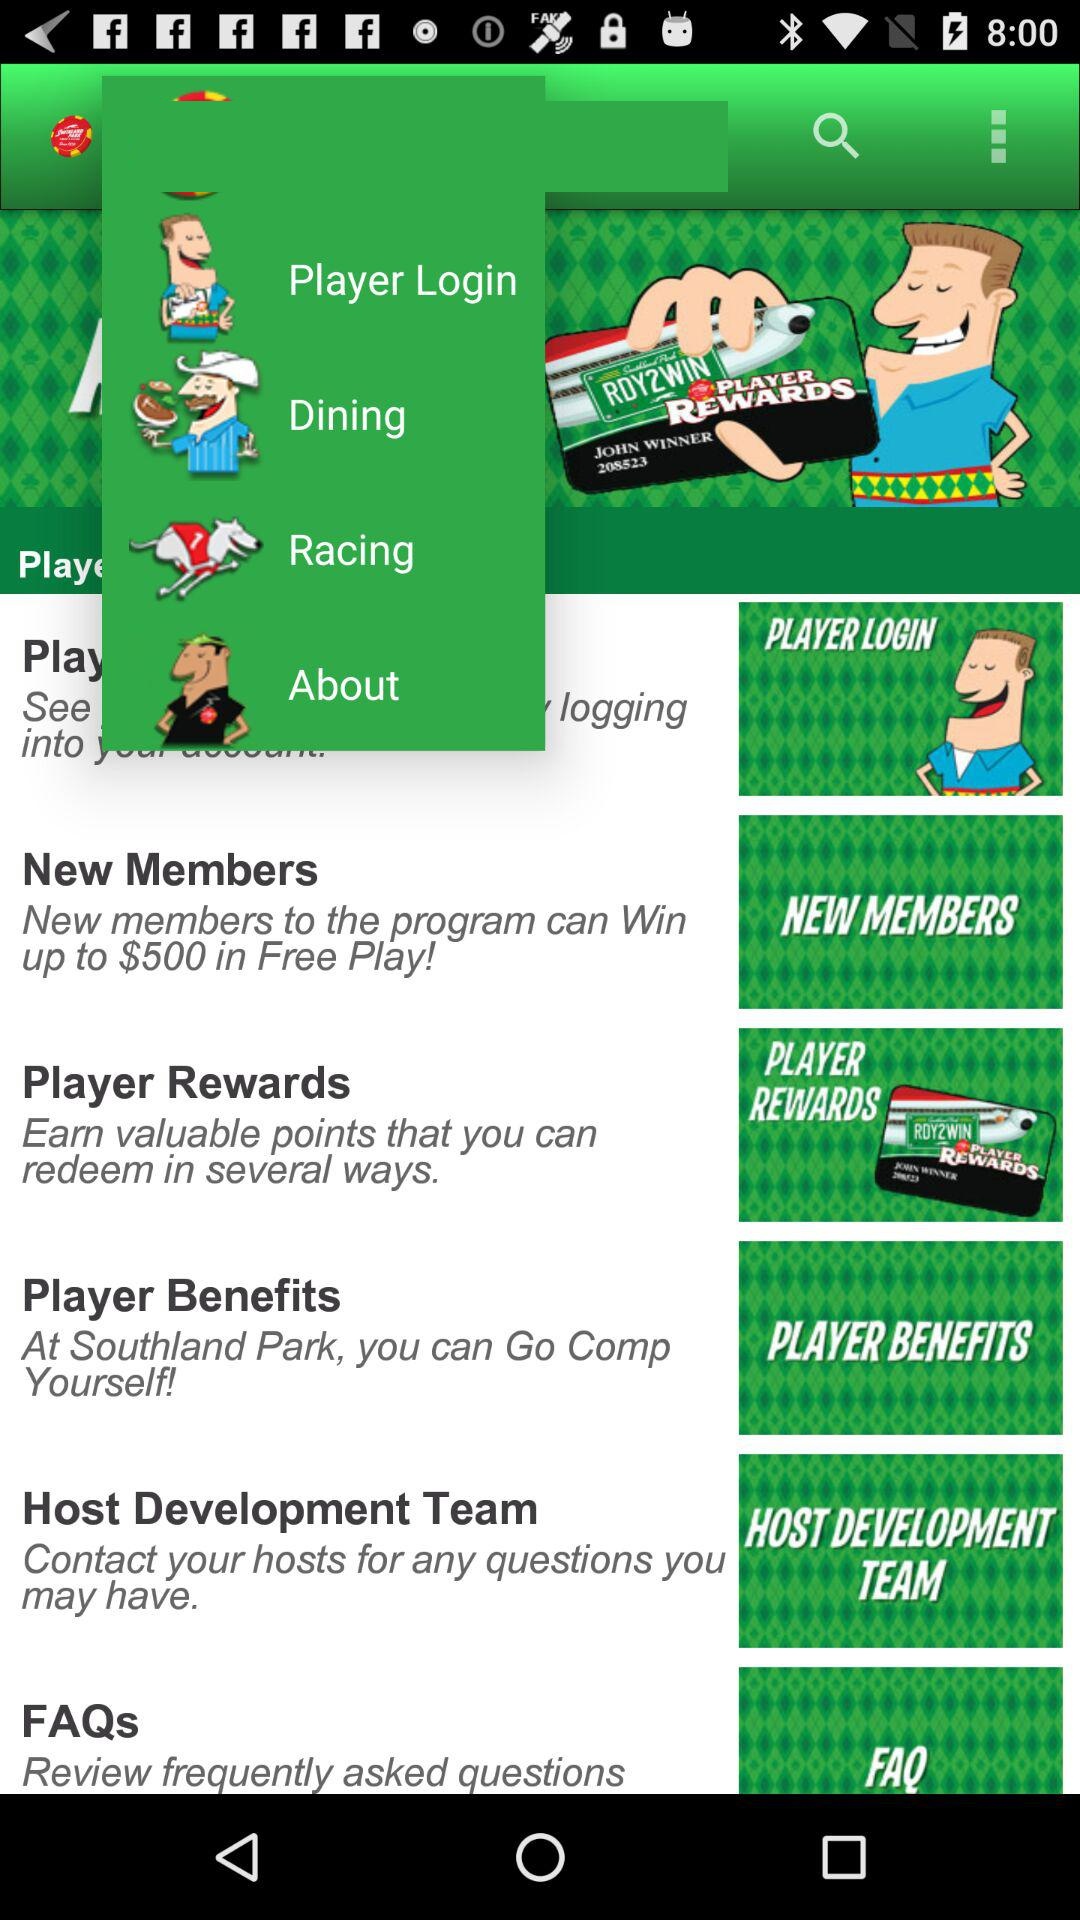 FAKE
8:00
Player Login
Dining
Racing
About
RDY2WIN
PLAYER
REWARDS
JOHN WINNER
208523
See
logging
into your account!
PLAYER LOGIN
New Members
New members to the program can Win
up to $500 in Free Play!
NEW MEMBERS
Player Rewards
Earn valuable points that you can
redeem in several ways.
PLAYER
REWARDS
RDY2WIN
PLAYER
REWARDS
JOHN WINNER
208523
Player Benefits
At Southland Park, you can Go Comp
Yourself!
PLAYER BENEFITS
Host Development Team
Contact your hosts for any questions you
may have.
HOST DEVELOPMENT
TEAM
FAQs
Review frequently asked questions
FAQ